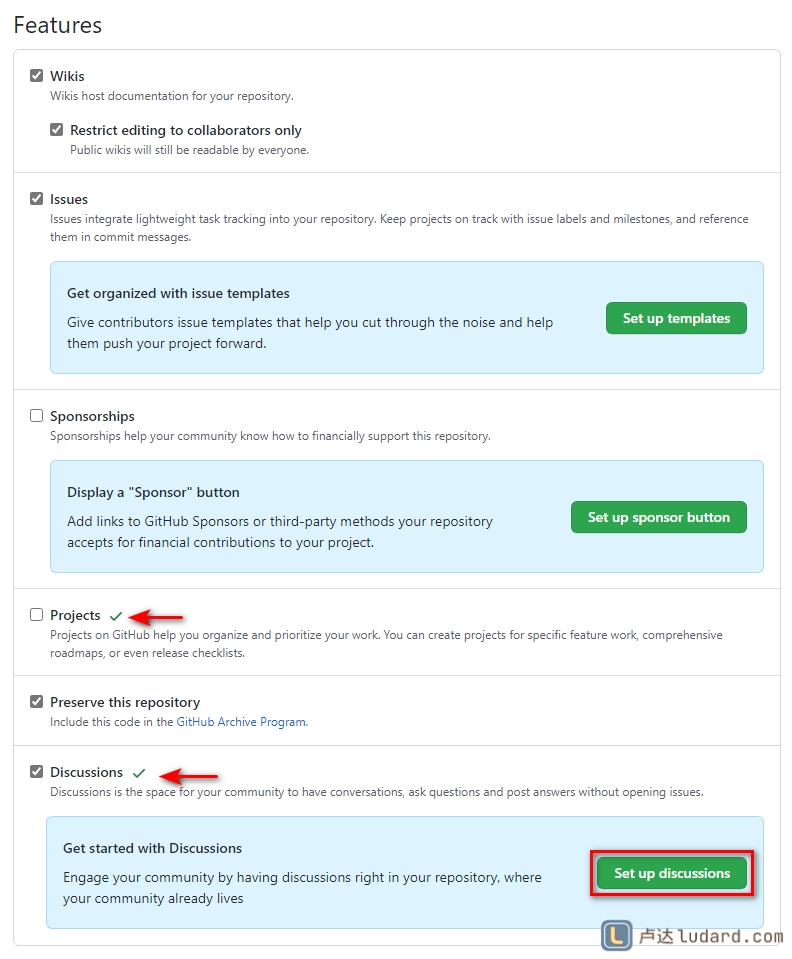 Features
Wikis
Wikis host documentation for your repository.
Restrict editing to collaborators only
Public wikis will still be readable by everyone.
Issues
Issues integrate lightweight task tracking into your repository. Keep projects on track with issue labels and milestones, and reference
them in commit messages.
Get organized with issue templates
Give contributors issue templates that help you cut through the noise and help
them push your project forward.
Set up templates
Sponsorships
Sponsorships help your community know how to financially support this repository.
Display a "Sponsor" button
Add links to GitHub Sponsors or third-party methods your repository
accepts for financial contributions to your project.
Set up sponsor button
Projects
Projects on GitHub help you organize and prioritize your work. You can create projects for specific feature work, comprehensive
roadmaps, or even release checklists.
Preserve this repository
Include this code in the GitHub Archive Program.
Discussions
Discussions is the space for your community to have conversations, ask questions and post answers without opening issues.
Get started with Discussions
Engage your community by having discussions right in your repository, where
your community already lives
Set up discussions
L 卢达ludard.com